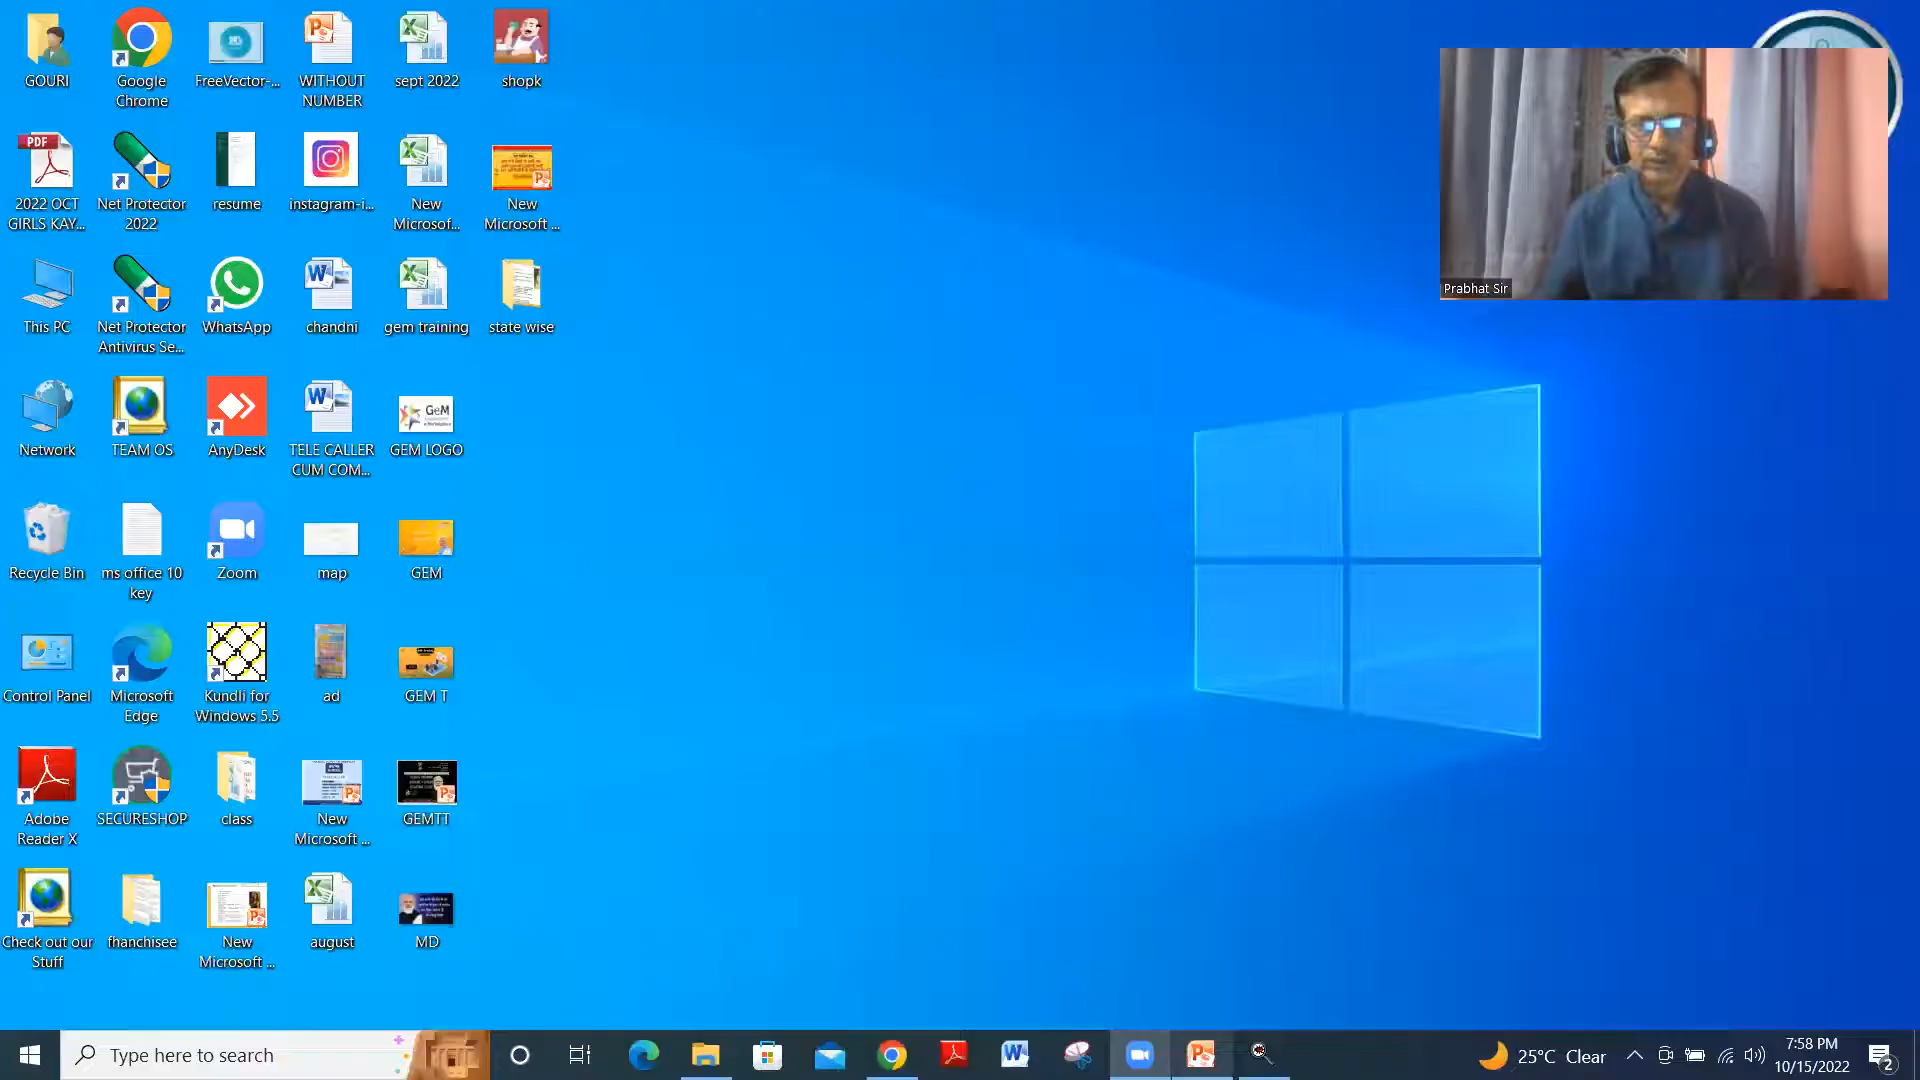 GOURI
Google
Chrome
FreeVector-...
WITHOUT
NUMBER
sept 2022
shopk
PDF
2022 OCT
GIRLS KAY...
Net Protector
2022
resume
instagram-i...
New
Microsof...
New
Microsoft ...
This PC
Net Protector
Antivirus Se...
WhatsApp
chandni
gem training
state wise
Network
TEAM OS
AnyDesk
TELE CALLER
CUM COM...
GeM
GEM LOGO
Recycle Bin
ms office 10
key
Zoom
map
GEM
Control Panel
Microsoft
Edge
Kundli for
Windows 5.5
ad
GEM T
Adobe
Reader X
SECURESHOP
class
New
Microsoft ...
GEMTT
Check out our
Stuff
fhanchisee
New
Microsoft ...
august
MD
Prabhat Sir
Type here to search
25°C Clear
7:58 PM
10/15/2022
2